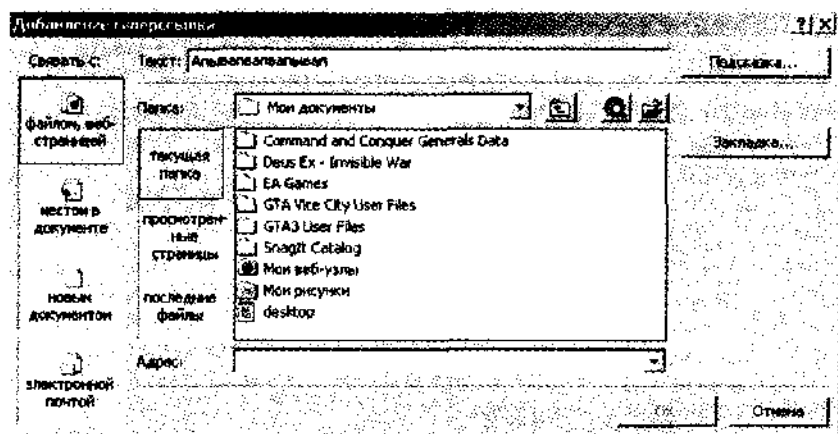 Добавление гиперссылки
Связать с:
Текст:
Подсказка...
файлом, веб-
страницей
Папка:
Мои документы
Закладка...
текущая
папка
Command and Conquer Generals Data
Deus Ex - Invisible War
EA Games
местом в
документе
просмотрен-
ные
страницы
GTA Vice City User Files
GTA3 User Files
SnagIt Catalog
Мои веб-узлы
новым
документом
последние
файлы
Мои рисунки
desktop
Адрес:
электронной
почтой
ОК
Отмена